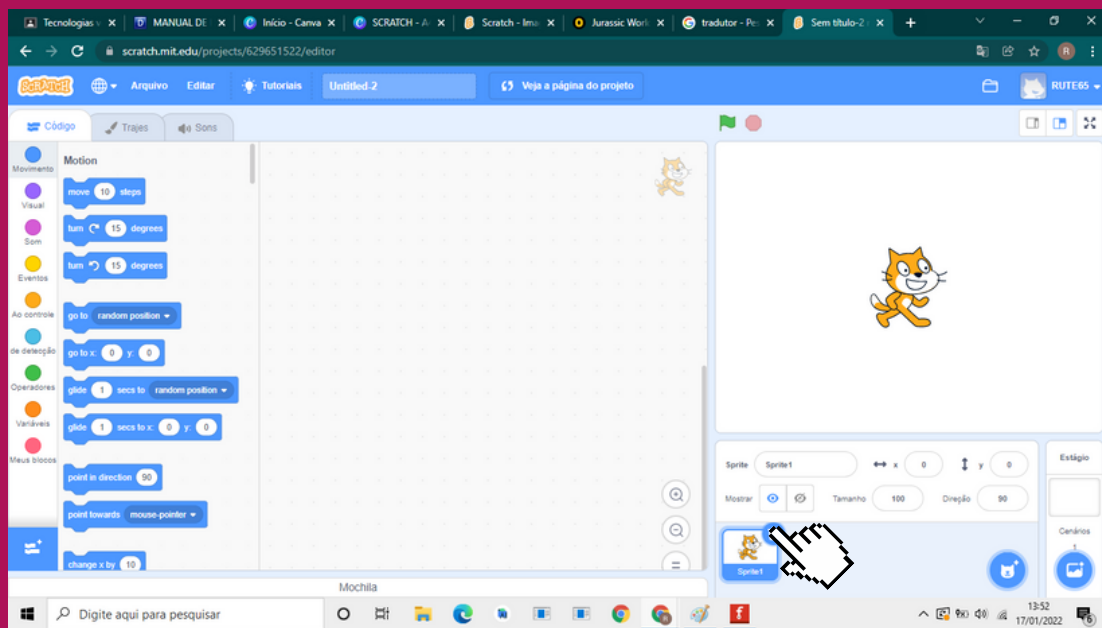 Tecnologias v
MANUAL DE
Início - Canva
SCRATCH - A
Scratch - Ima
Jurassic Work
tradutor - Pes
Sem título-2
scratch.mit.edu/projects/629651522/editor
R
SCRATCH
Arquivo
Editar
Tutoriais
Untitled-2
Veja a página do projeto
RUTE65
Código
Trajes
Sons
Movimento
Visual
Som
Eventos
Ao controle
de detecção
Operadores
Variáveis
Meus blocos
Motion
move 10 steps
turn 15 degrees
turn 15 degrees
go to random position
go to x: 0 y: 0
glide 1 secs to random position
glide 1 secs to x: 0 y: 0
point in direction 90
point towards mouse-pointer
change x by 10
Sprite Sprite1 x 0 y 0
Mostrar Tamanho 100 Direção 90
Sprite1
Estágio
Cenários
1
Mochila
Digite aqui para pesquisar
13:52
17/01/2022
6